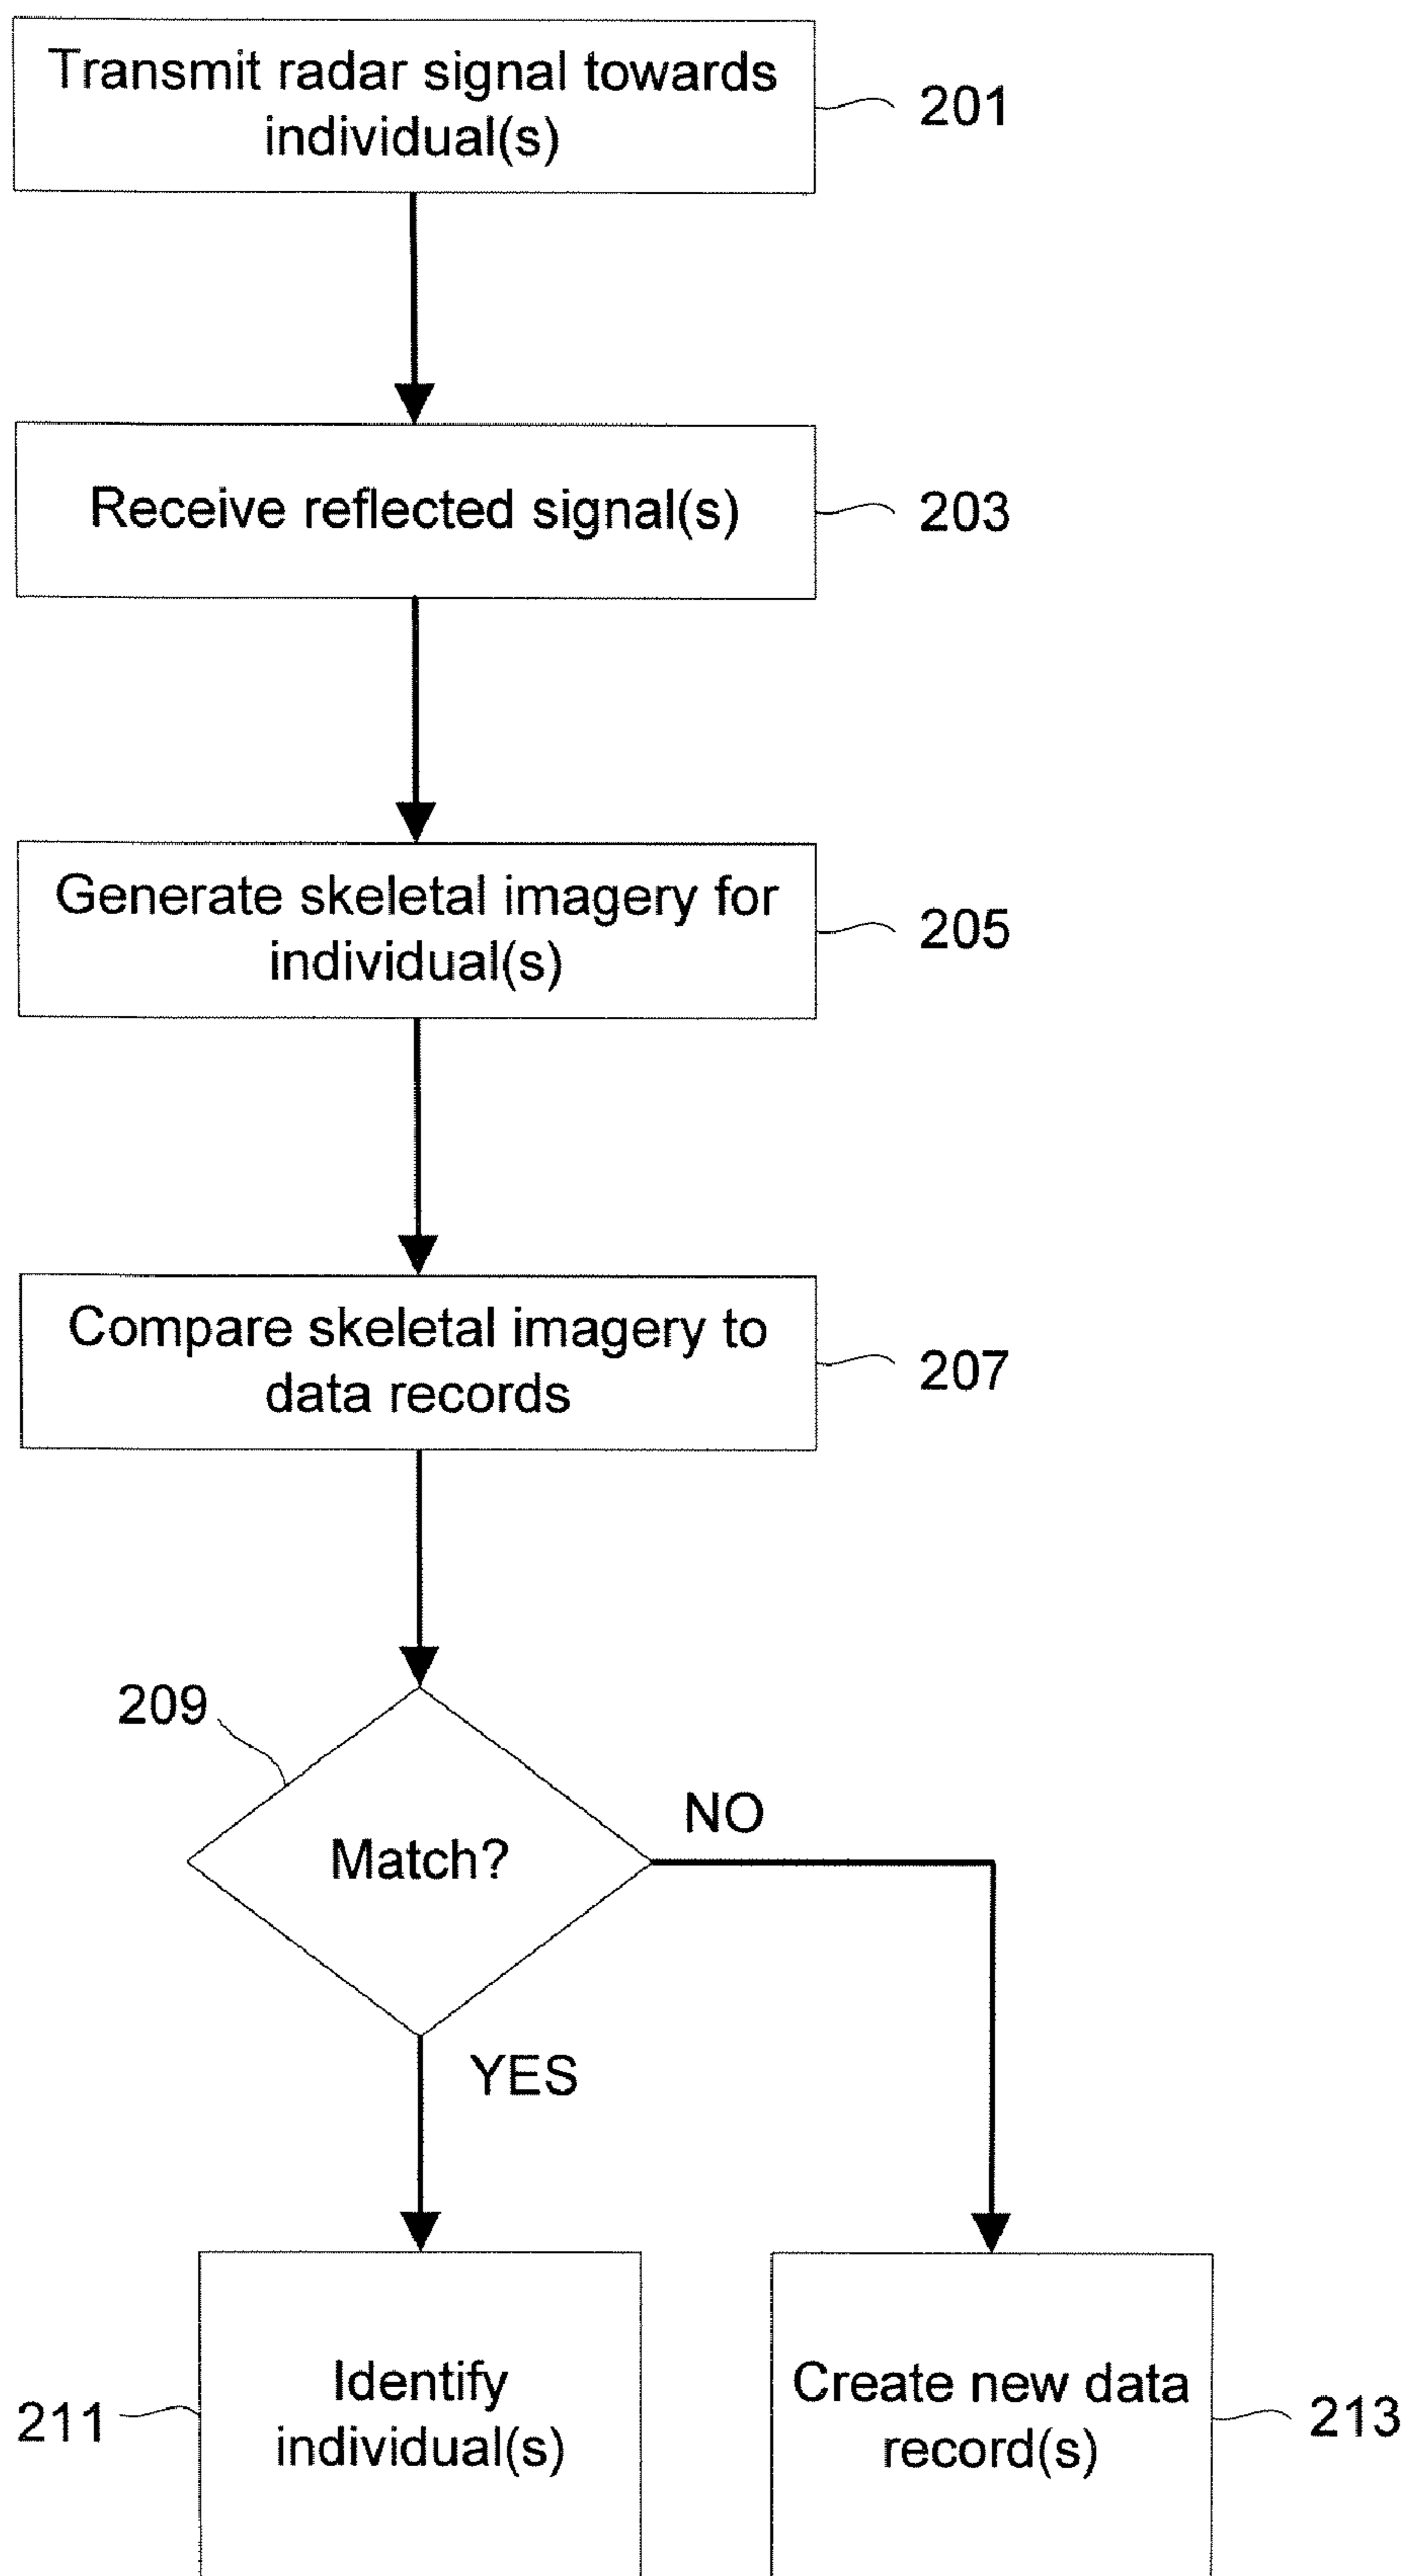 Transmit radar signal towards
individual(s)
201
Receive reflected signal(s)
203
Generate skeletal imagery for
individual(s)
205
Compare skeletal imagery to
data records
207
209
Match?
NO
YES
Identify
individual(s)
211
Create new data
record(s)
213